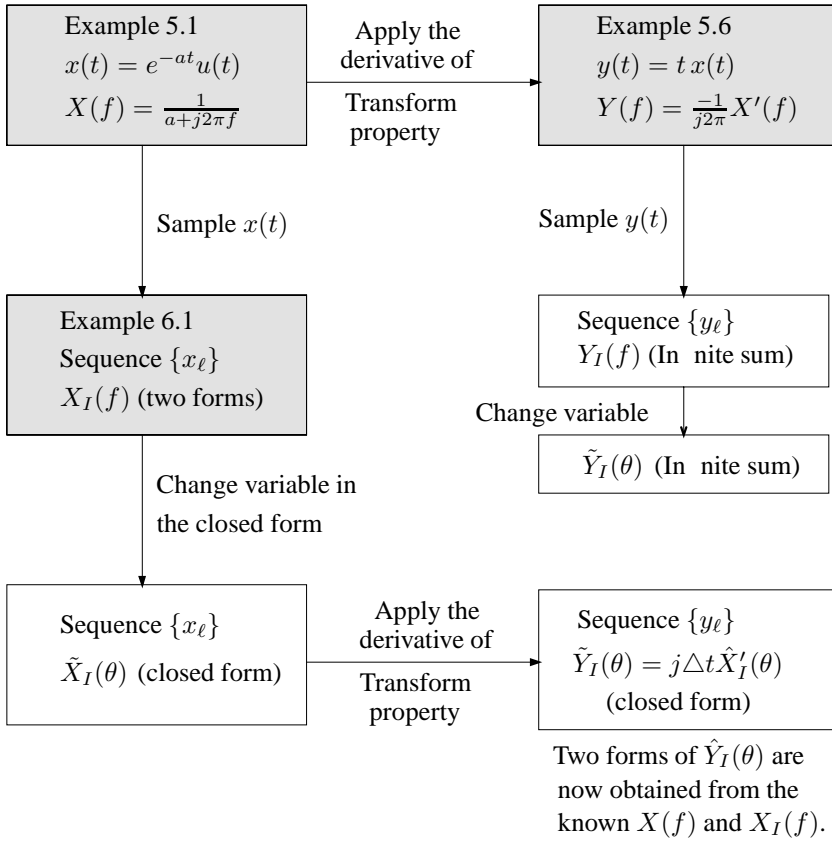 Example 5.1
x(t) = e^{-at}u(t)
X(f) = \frac{1}{a+j2πf}
Apply the
derivative of
Transform
property
Example 5.6
y(t) = t x(t)
Y(f) = \frac{-1}{j2π}X′(f)
Sample x(t)
Sample y(t)
Example 6.1
Sequence {x_ℓ}
X_I(f) (two forms)
Sequence {y_ℓ}
Y_I(f) (In nite sum)
Change variable
Ỹ_I(θ) (In nite sum)
Change variable in
the closed form
Sequence {x_ℓ}
X̃_I(θ) (closed form)
Apply the
derivative of
Transform
property
Sequence {y_ℓ}
Ỹ_I(θ) = j△tX̂′_I(θ)
(closed form)
Two forms of Ŷ_I(θ) are
now obtained from the
known X(f) and X_I(f).